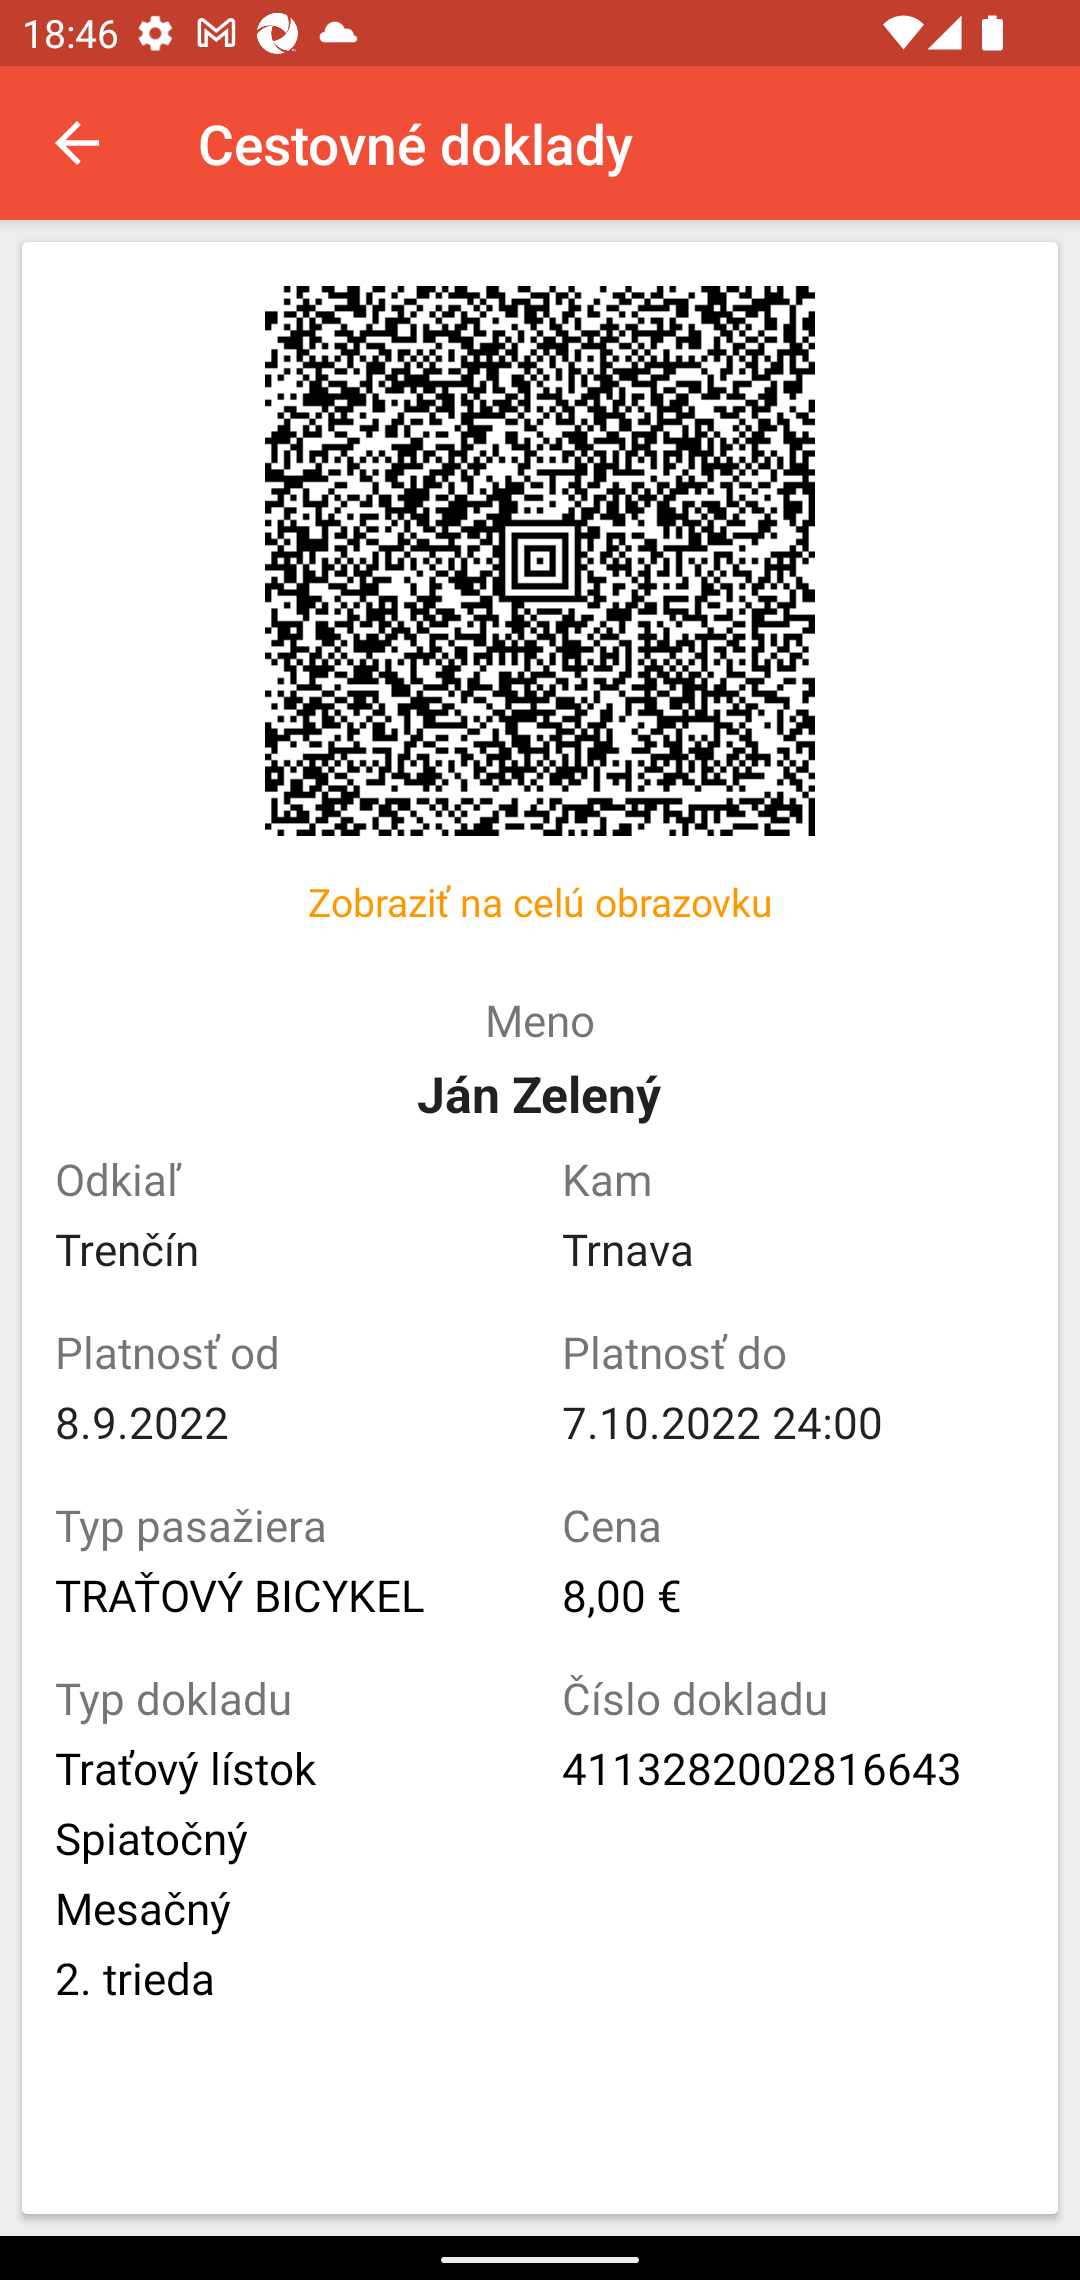 18:46
Cestovné doklady
Zobraziť na celú obrazovku
Meno
Ján Zelený
Odkiaľ
Kam
Trenčín
Trnava
Platnosť od
Platnosť do
8.9.2022
7.10.2022 24:00
Typ pasažiera
Cena
TRAŤOVÝ BICYKEL
8,00 €
Typ dokladu
Číslo dokladu
Traťový lístok
4113282002816643
Spiatočný
Mesačný
2. trieda